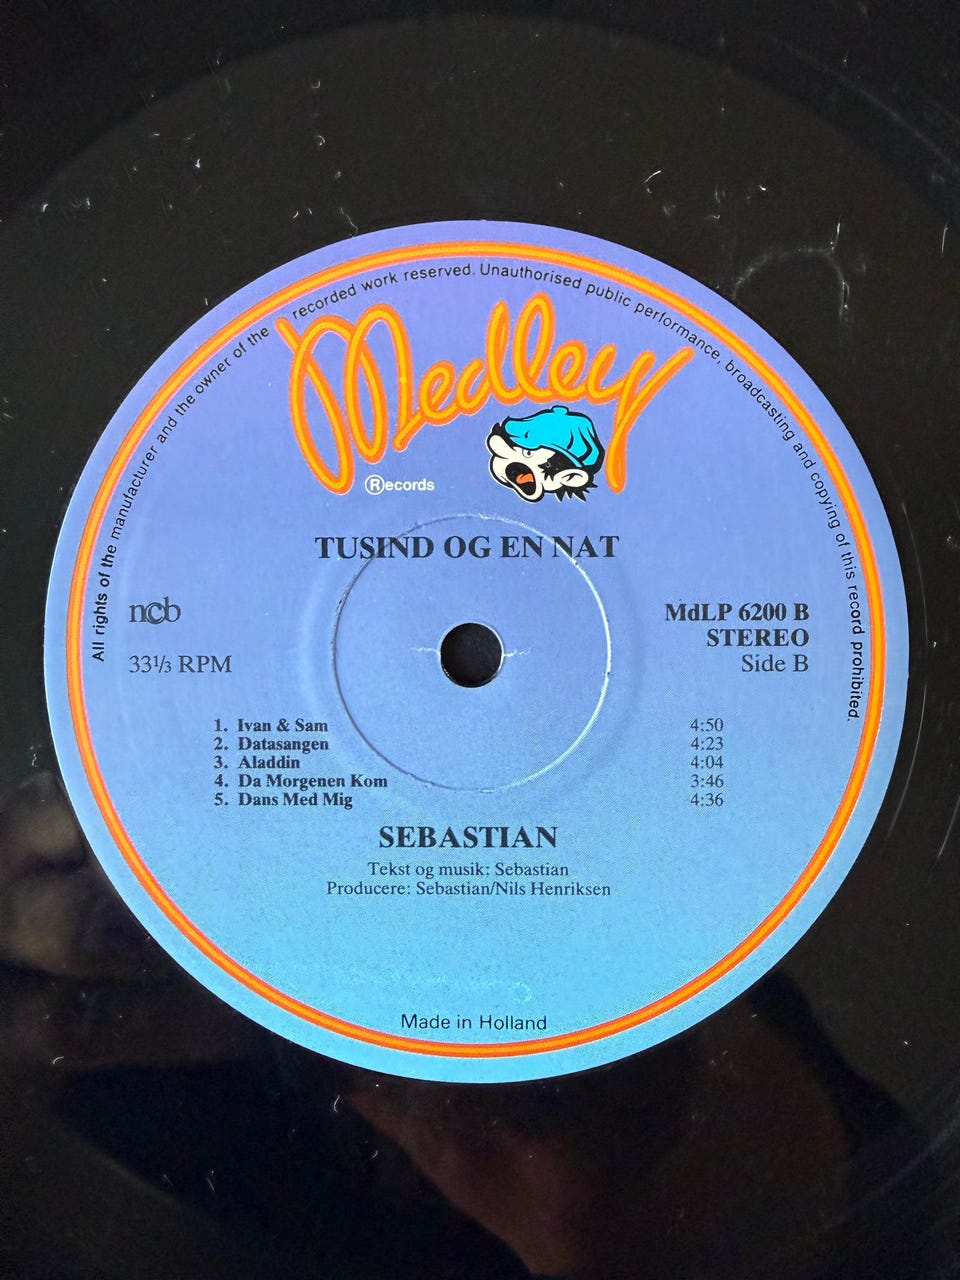 All rights of the manufacturer and the owner of the recorded work reserved. Unauthorised public performance, broadcasting and copying of this record prohibited.
Medley
Records
TUSIND OG EN NAT
ncb
MdLP 6200 B
STEREO
33⅓ RPM
Side B
1. Ivan & Sam 4:50
2. Datasangen 4:23
3. Aladdin 4:04
4. Da Morgenen Kom 3:46
5. Dans Med Mig 4:36
SEBASTIAN
Tekst og musik: Sebastian
Producere: Sebastian/Nils Henriksen
Made in Holland